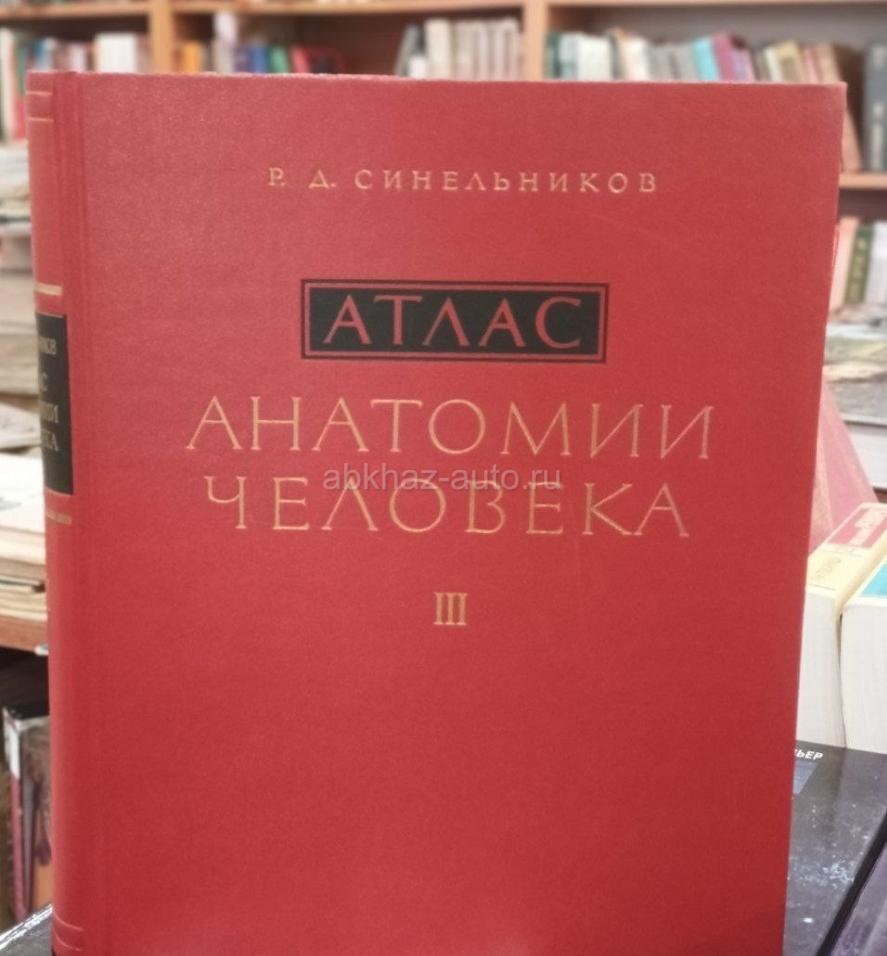 Р. Д. СИНЕЛЬНИКОВ
АТЛАС
АНАТОМИИ
abkhaz-auto.ru
ЧЕЛОВЕКА
III